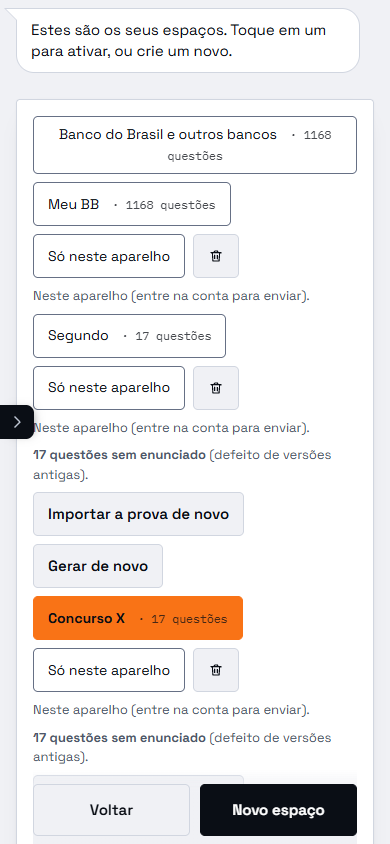 Estes são os seus espaços. Toque em um
para ativar, ou crie um novo.
Banco do Brasil e outros bancos · 1168
questões
Meu BB · 1168 questões
Só neste aparelho
Neste aparelho (entre na conta para enviar).
Segundo · 17 questões
Só neste aparelho
Neste aparelho (entre na conta para enviar).
17 questões sem enunciado (defeito de versões
antigas).
Importar a prova de novo
Gerar de novo
Concurso X · 17 questões
Só neste aparelho
Neste aparelho (entre na conta para enviar).
17 questões sem enunciado (defeito de versões
antigas).
Voltar
Novo espaço